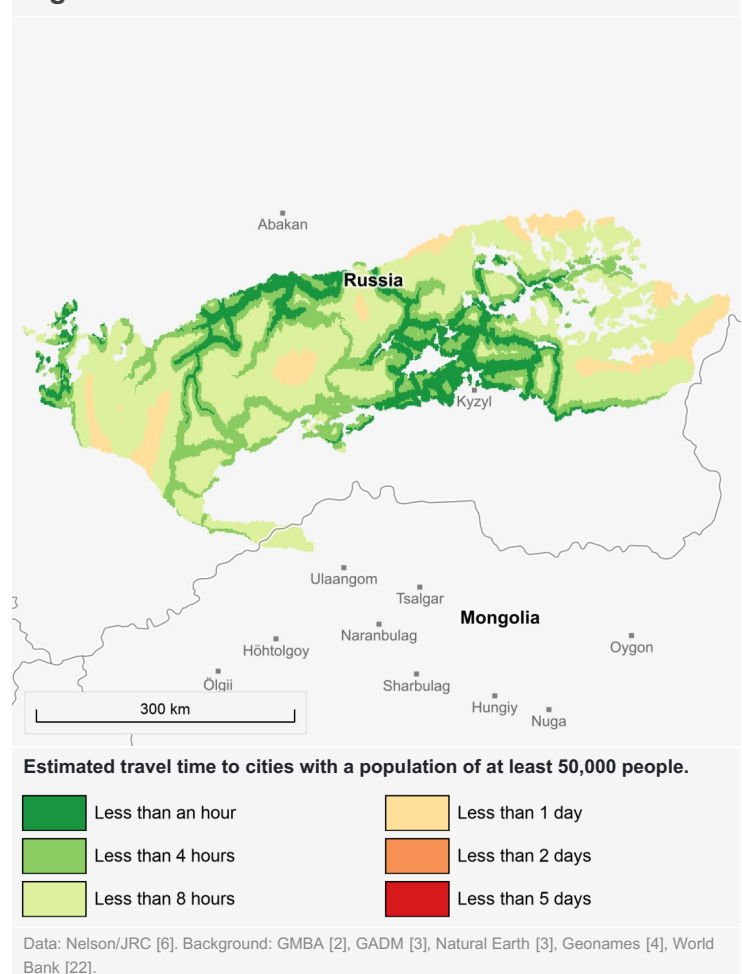 Abakan
Russia
Kyzyl
Ulaangom
Tsalgar
Mongolia
Naranbulag
Höhtolgoy
Oygon
Ölgii
Sharbulag
300 km
Hungiy
Nuga
Estimated travel time to cities with a population of at least 50,000 people.
Less than an hour
Less than 1 day
Less than 4 hours
Less than 2 days
Less than 8 hours
Less than 5 days
Data: Nelson/JRC [6]. Background: GMBA [2], GADM [3], Natural Earth [3], Geonames [4], World
Bank [22].